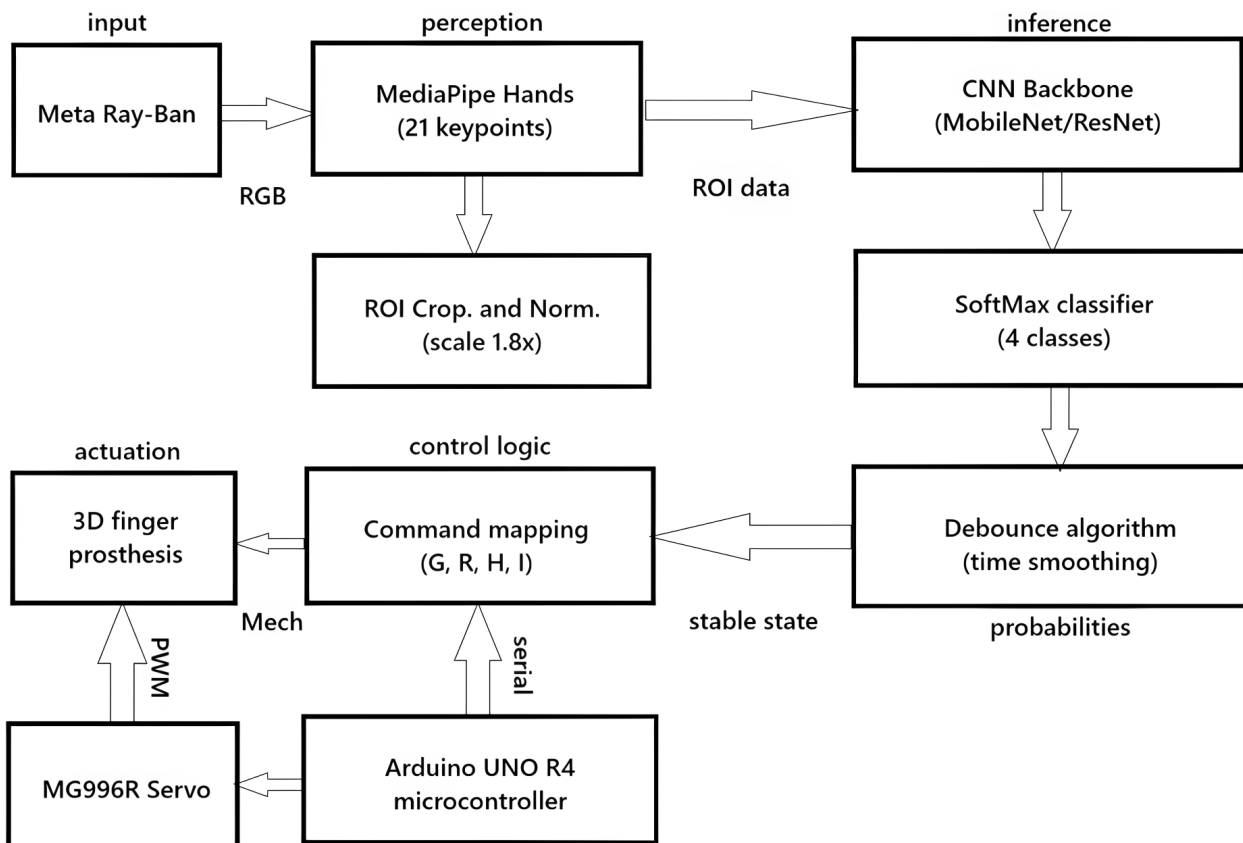 input
perception
inference
Meta Ray-Ban
MediaPipe Hands
(21 keypoints)
CNN Backbone
(MobileNet/ResNet)
RGB
ROI data
ROI Crop. and Norm.
(scale 1.8x)
SoftMax classifier
(4 classes)
actuation
control logic
3D finger
prosthesis
Command mapping
(G, R, H, I)
Debounce algorithm
(time smoothing)
Mech
stable state
probabilities
PWM
serial
MG996R Servo
Arduino UNO R4
microcontroller